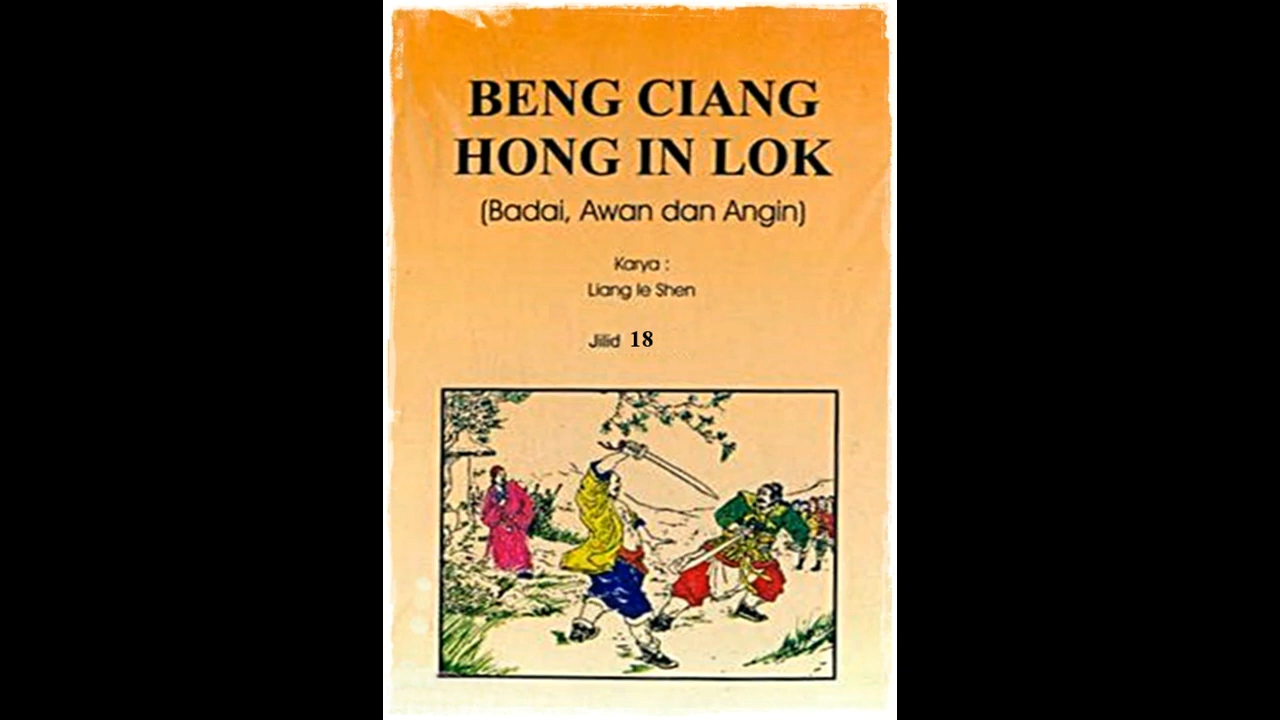 BENG CIANG
HONG IN LOK
(Badai, Awan dan Angin)
Karya :
Liang Ie Shen
Jilid 18